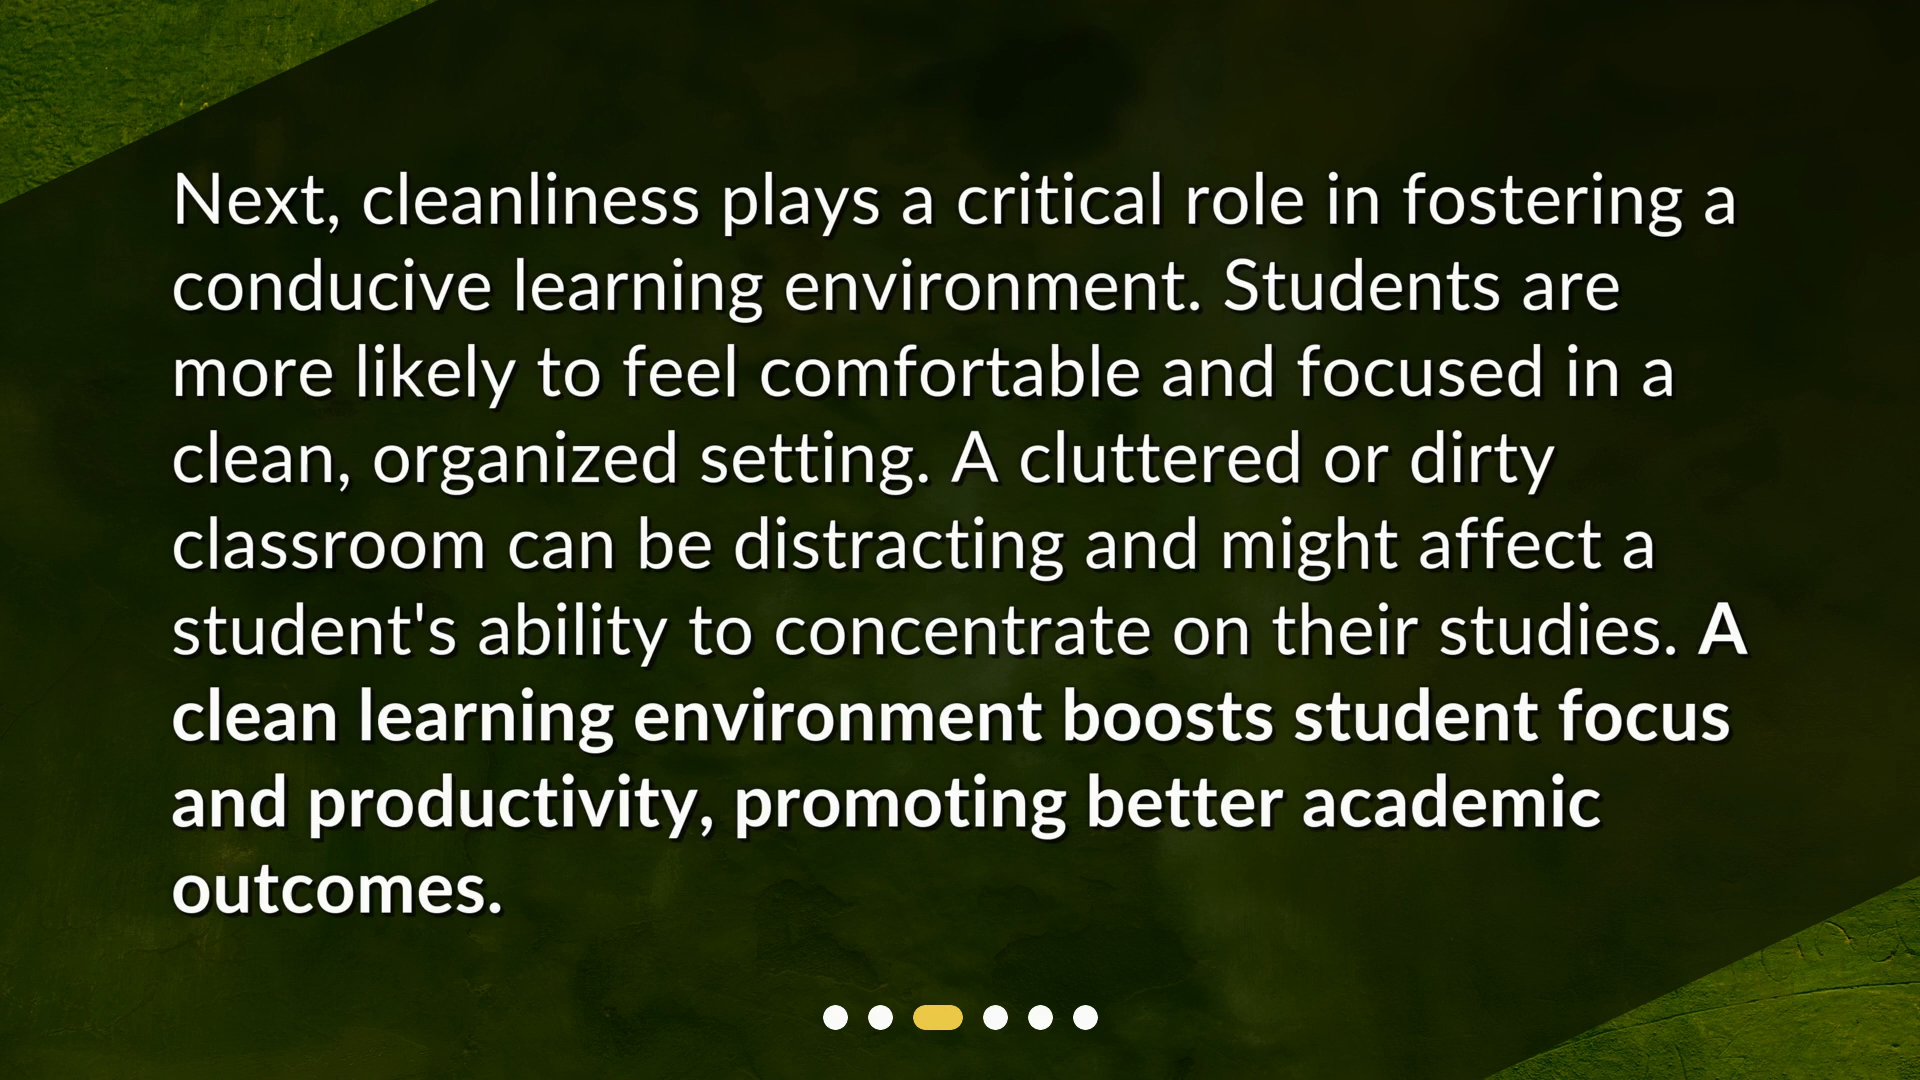 Next, cleanliness plays a critical role in fostering a
conducive learning environment. Students are
more likely to feel comfortable and focused in a
clean, organized setting. A cluttered or dirty
classroom can be distracting and might affect a
student's ability to concentrate on their studies. A
clean learning environment boosts student focus
and productivity, promoting better academic
outcomes.